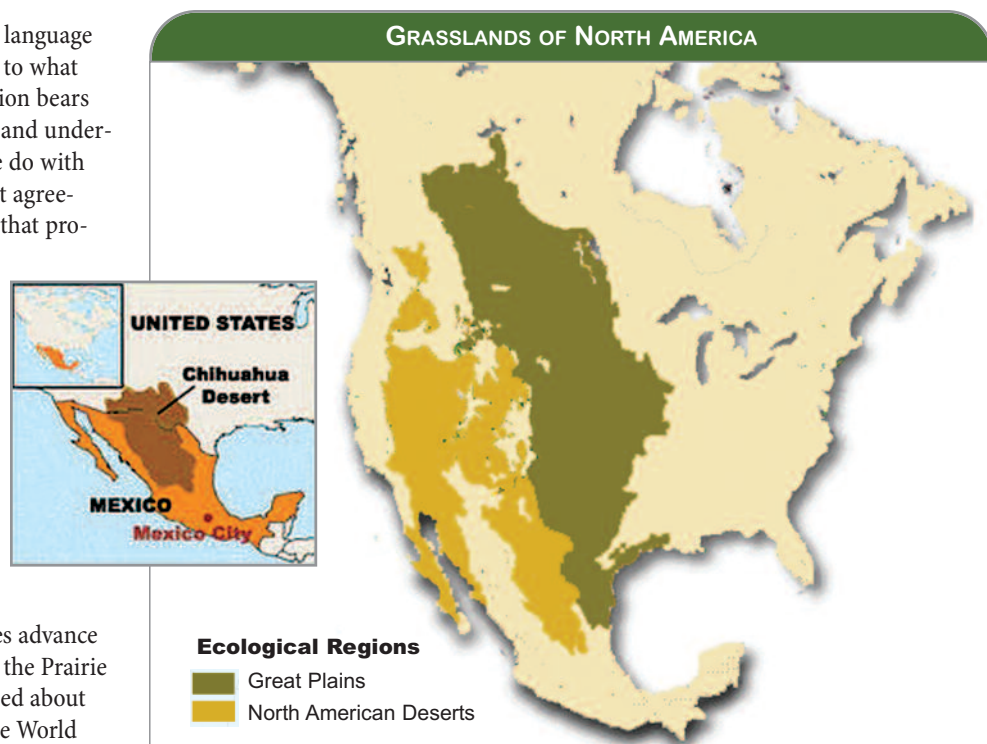 language
to what
ion bears
and under-
e do with
t agree-
that pro-
es advance
the Prairie
ed about
e World
GRASSLANDS OF NORTH AMERICA
UNITED STATES
Chihuahua
Desert
MEXICO
Mexico City
Ecological Regions
Great Plains
North American Deserts